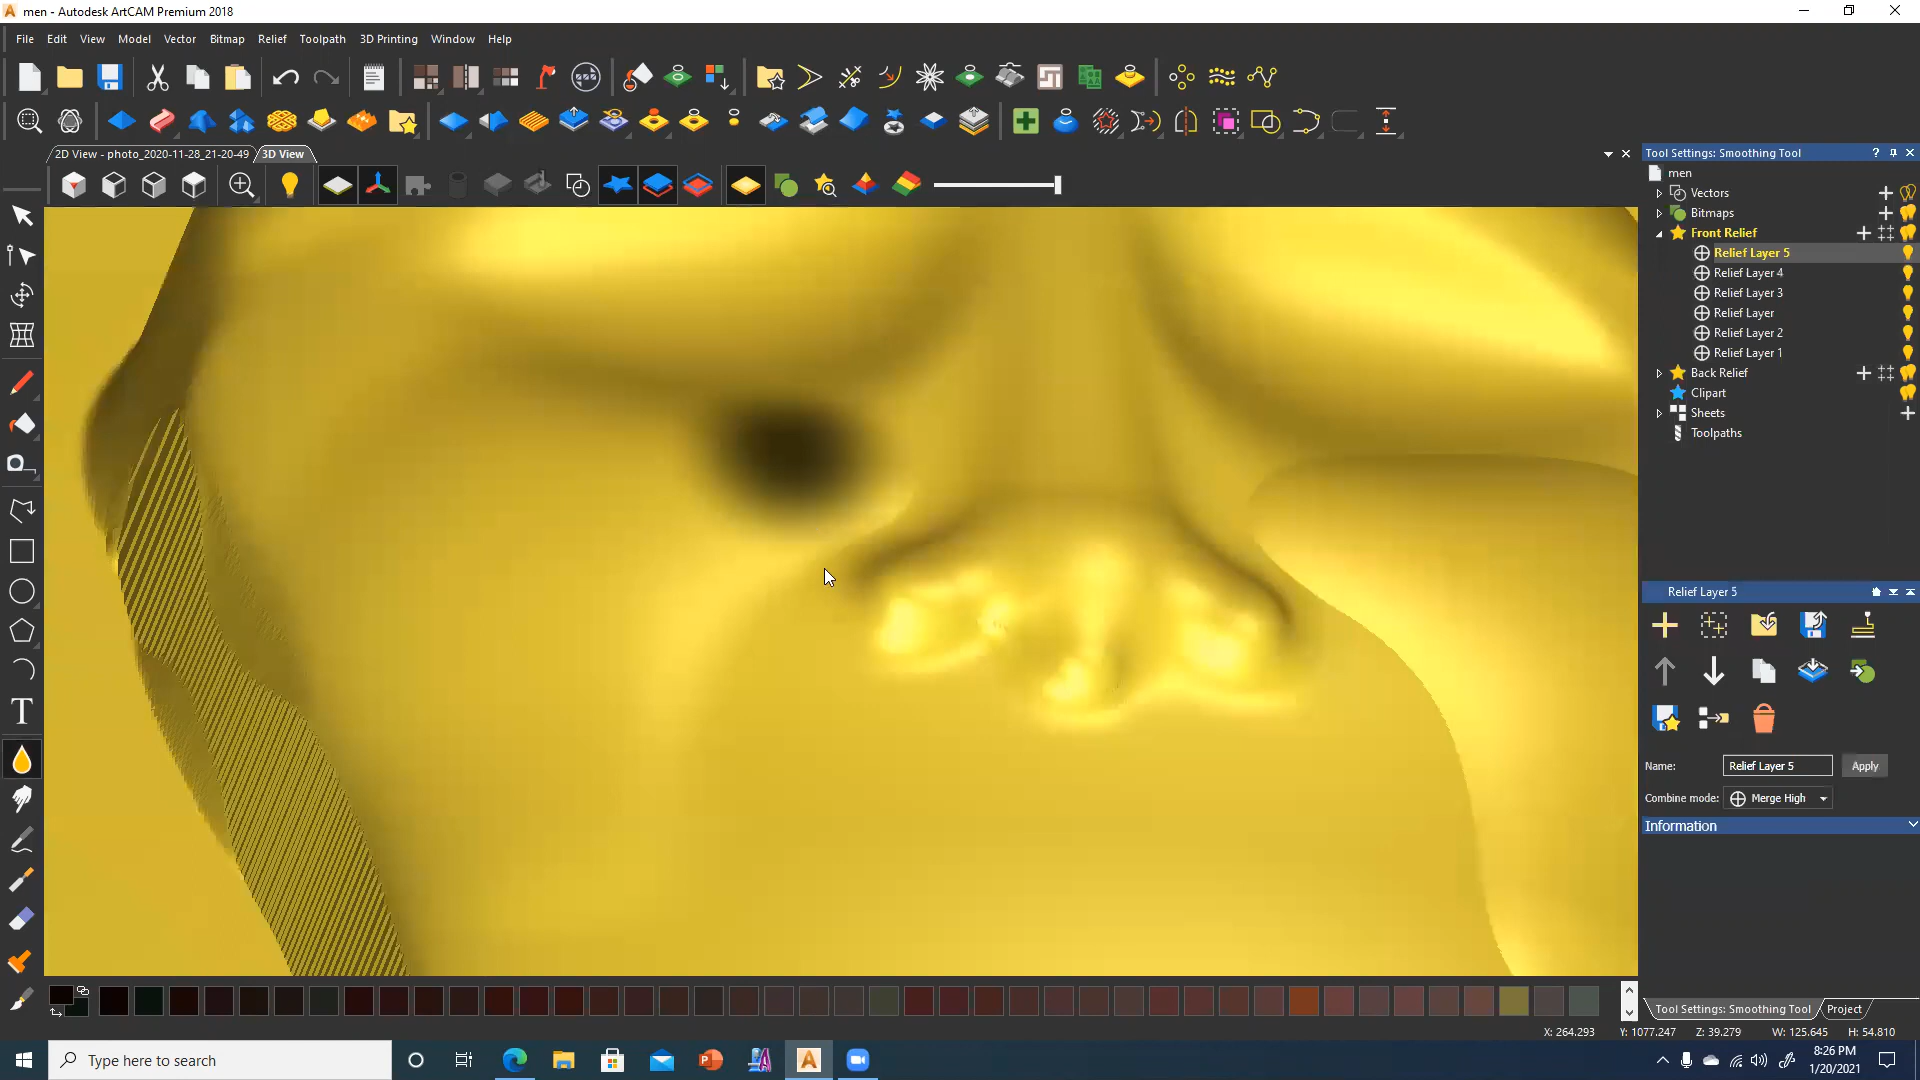 men - Autodesk ArtCAM Premium 2018
File Edit View Model Vector Bitmap Relief Toolpath 3D Printing Window Help
2D View - photo_2020-11-28_21-20-49 3D View
Tool Settings: Smoothing Tool
men
Vectors
Bitmaps
Front Relief
Relief Layer 5
Relief Layer 4
Relief Layer 3
Relief Layer
Relief Layer 2
Relief Layer 1
Back Relief
Clipart
Sheets
Toolpaths
Relief Layer 5
Name: Relief Layer 5 Apply
Combine mode: Merge High
Information
Tool Settings: Smoothing Tool Project
X: 264.293 Y: 1077.247 Z: 39.279 W: 125.645 H: 54.810
Type here to search
8:26 PM
1/20/2021